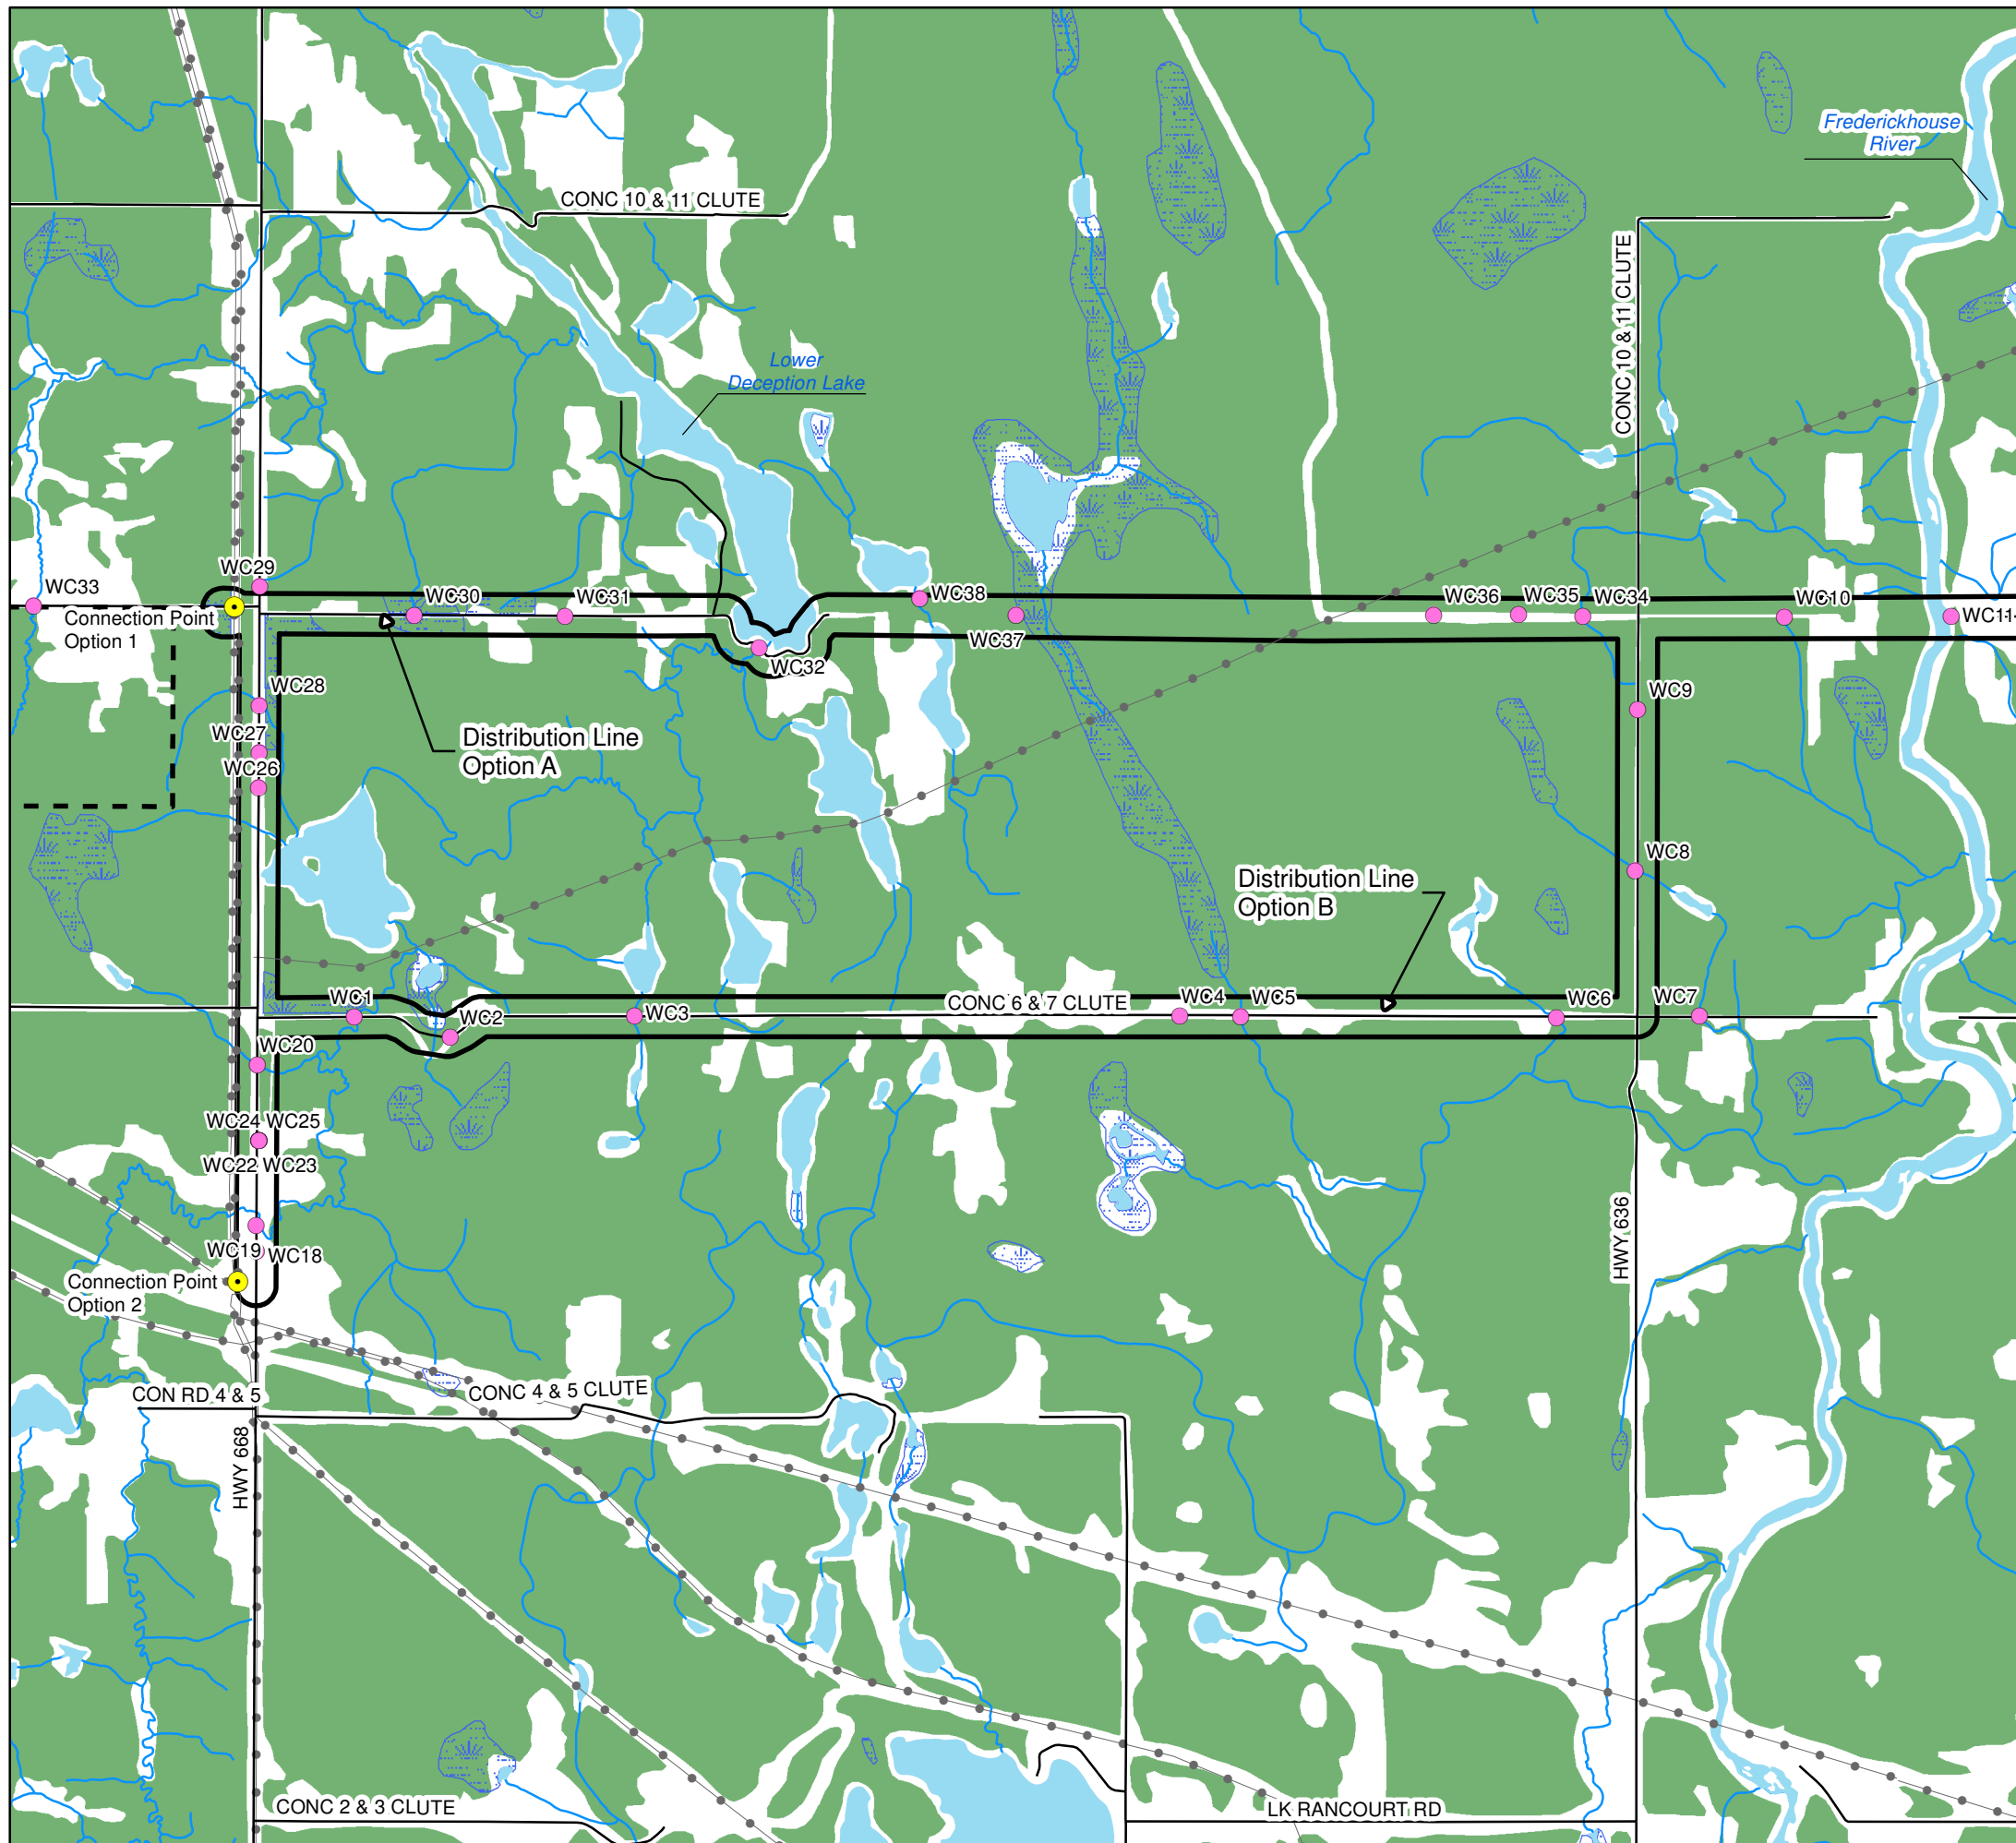 Frederickhouse
River
CONC 10 & 11 CLUTE
CONC 10 & 11 CLUTE
Lower
Deception Lake
WC29
WC33
WC30
WC31
WC38
WC36
WC35
WC34
WC10
WC11
Connection Point
Option 1
WC37
WC32
WC28
WC9
WC27
WC26
Distribution Line
Option A
WC8
Distribution Line
Option B
WC1
CONC 6 & 7 CLUTE
WC4
WC5
WC6
WC7
WC2
WC3
WC20
WC24
WC25
WC22
WC23
WC19
WC18
HWY 636
Connection Point
Option 2
CON RD 4 & 5
CONC 4 & 5 CLUTE
HWY 668
CONC 2 & 3 CLUTE
LK RANCOURT RD